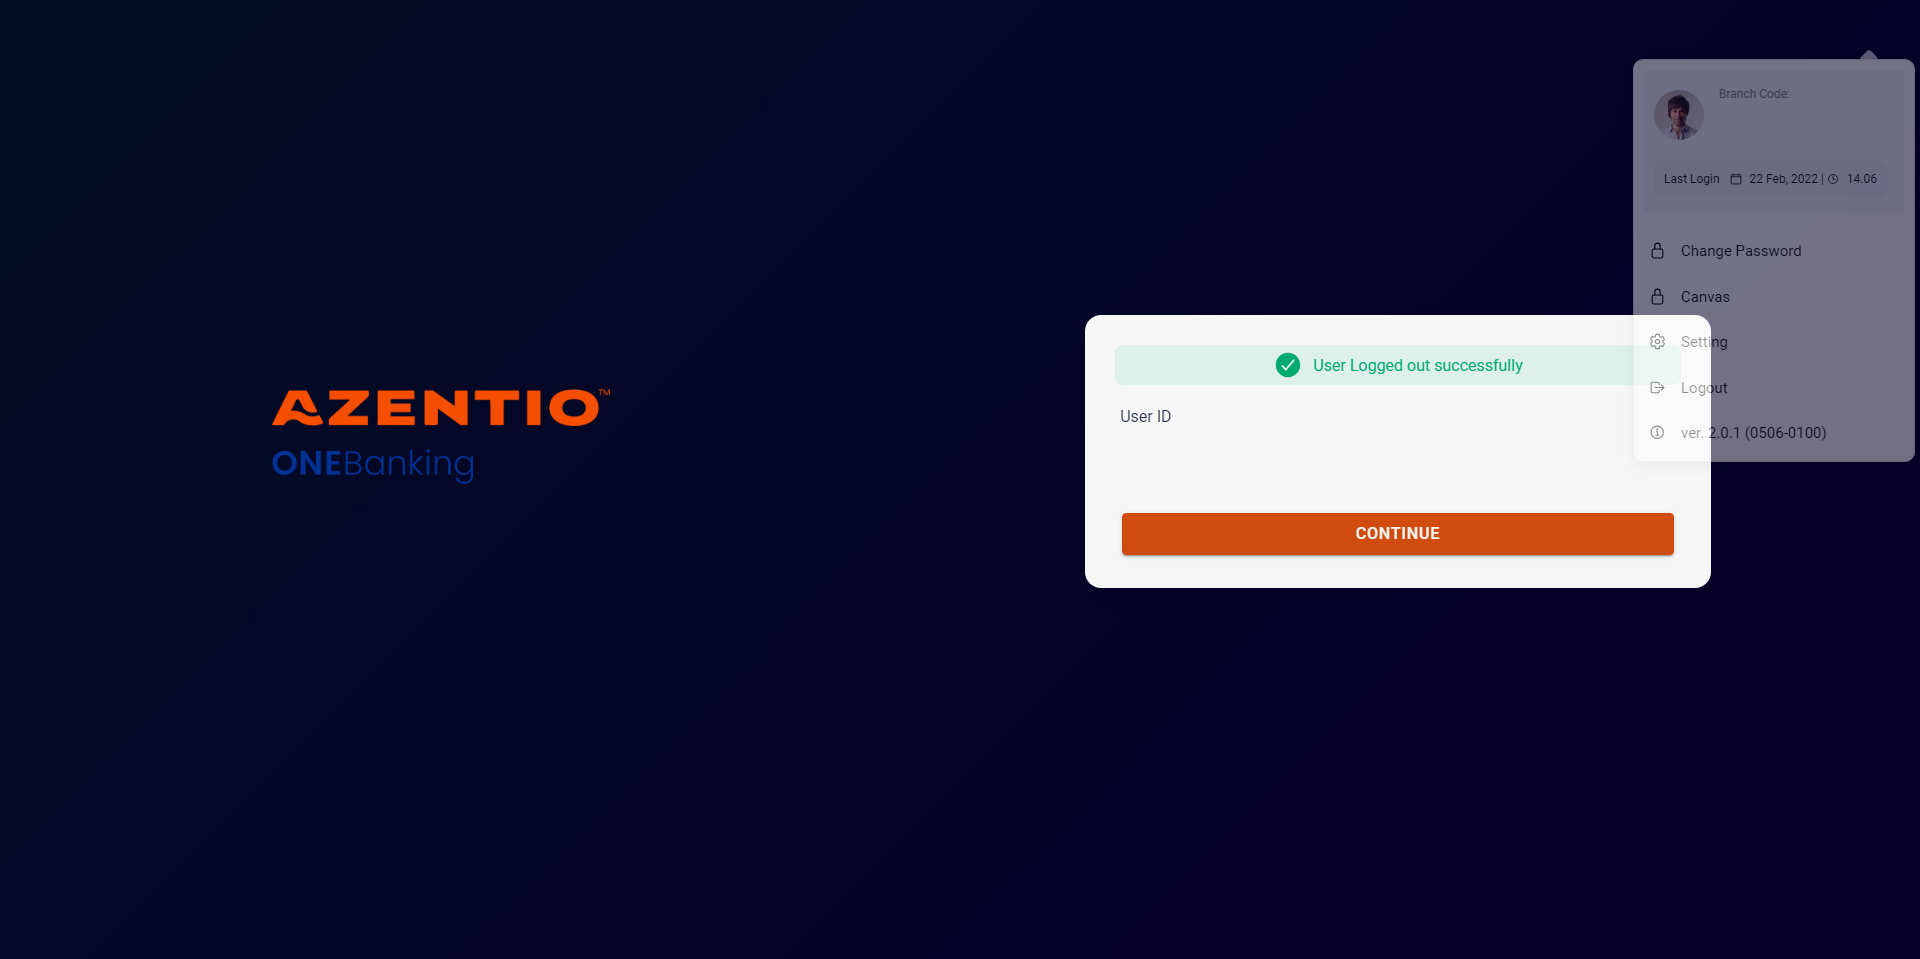 AZENTIO™
ONEBanking
User Logged out successfully
User ID
CONTINUE
Branch Code:
Last Login 22 Feb, 2022 | 14.06
Change Password
Canvas
Setting
Logout
ver. 2.0.1 (0506-0100)